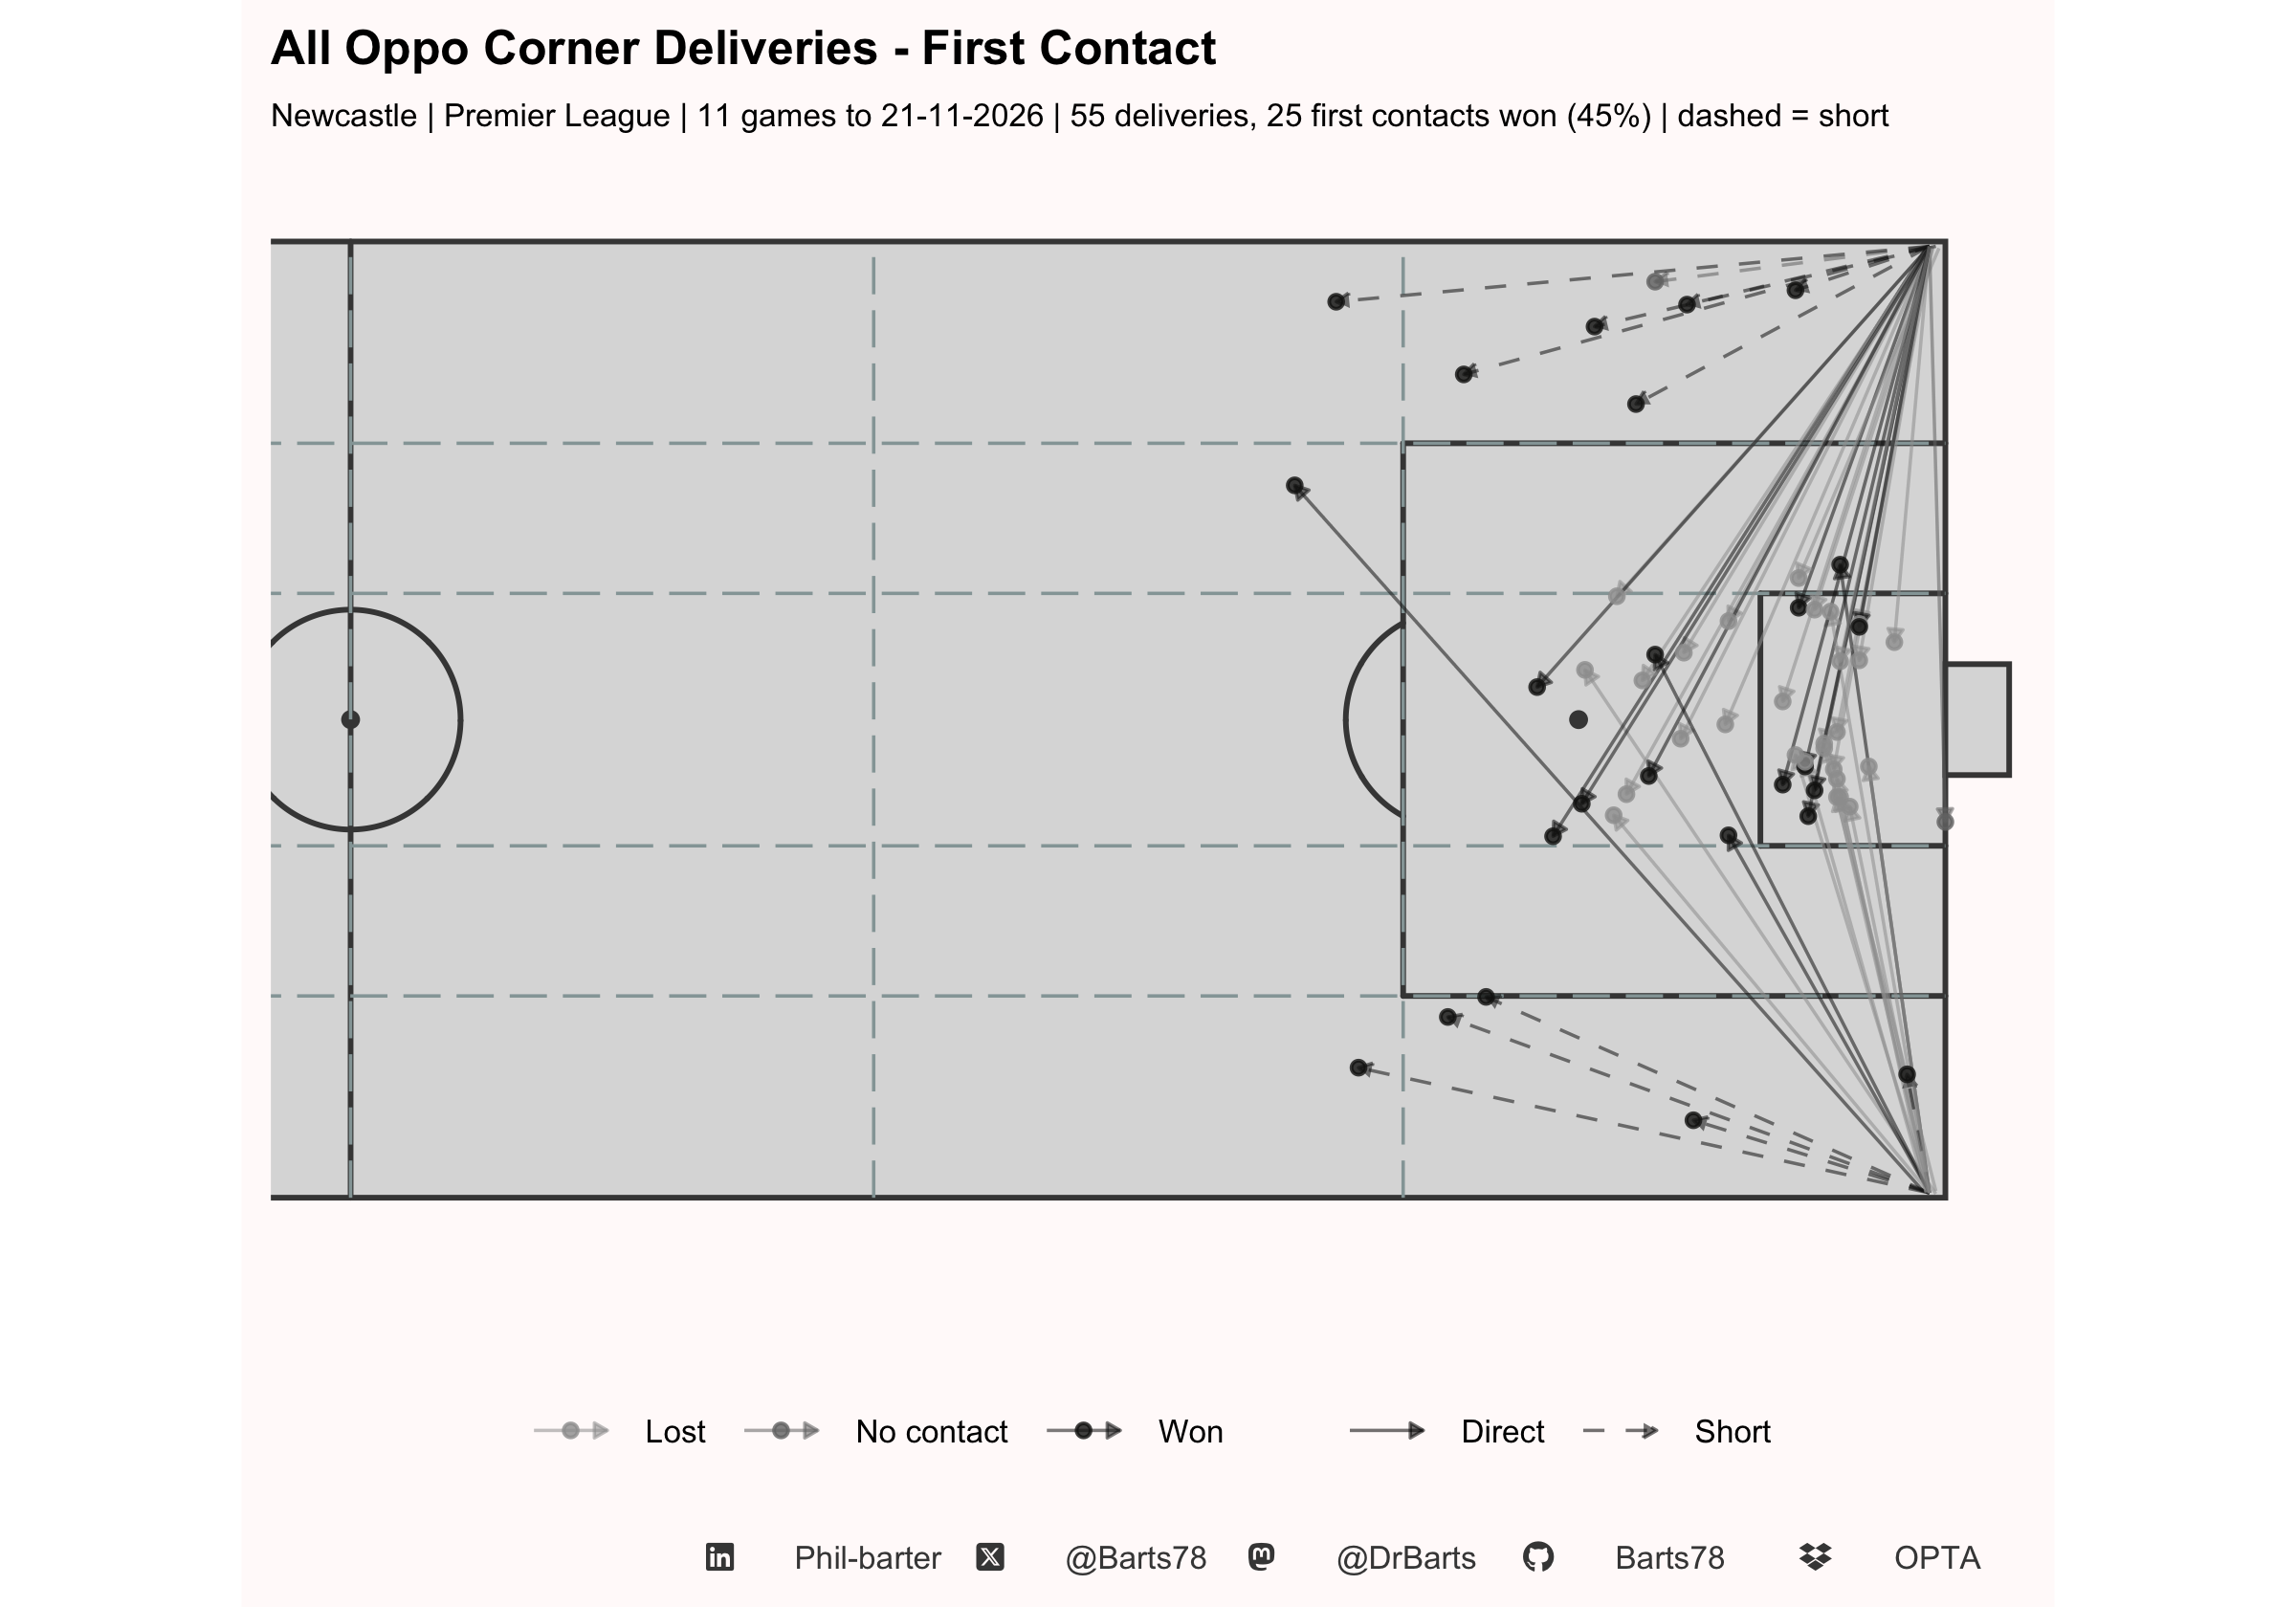 All Oppo Corner Deliveries - First Contact
Newcastle | Premier League | 11 games to 21-11-2026 | 55 deliveries, 25 first contacts won (45%) | dashed = short
Lost No contact Won Direct Short
Phil-barter @Barts78 @DrBarts Barts78 OPTA